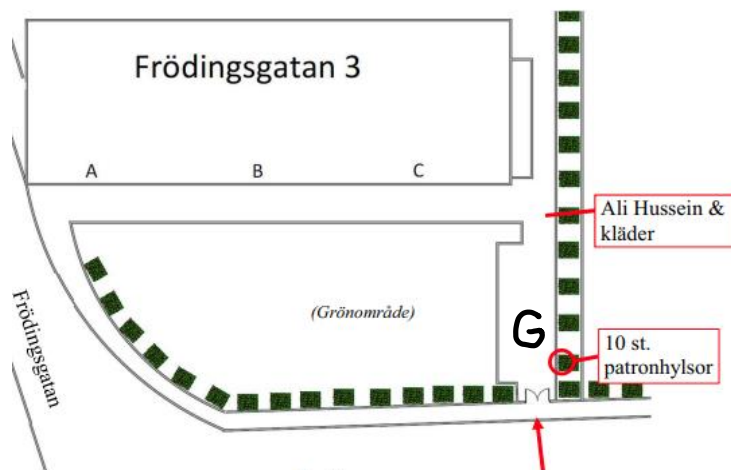 Frödingsgatan 3
A B C
Ali Hussein &
kläder
Frödingsgatan
(Grönområde)
G
10 st.
patronhylsor